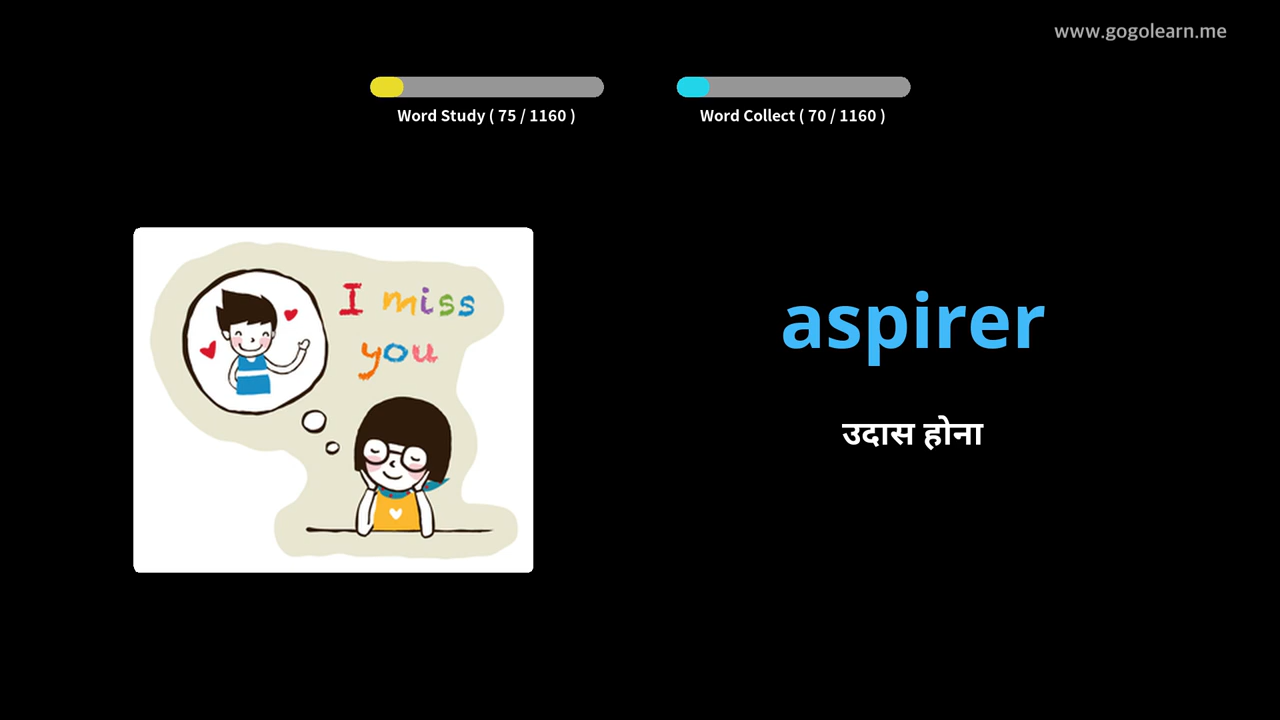 www.gogolearn.me
Word Study ( 75 / 1160 )
Word Collect ( 70 / 1160 )
I miss
you
aspirer
उदास होना